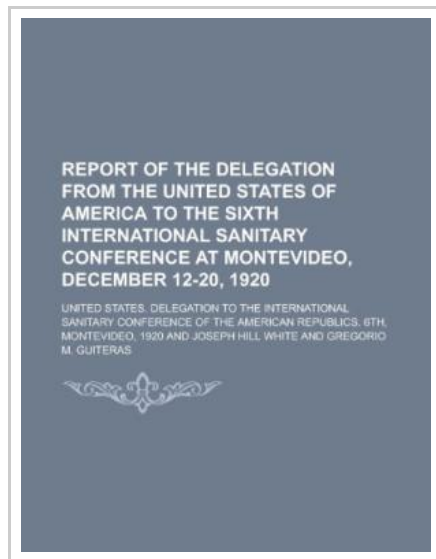 REPORT OF THE DELEGATION
FROM THE UNITED STATES OF
AMERICA TO THE SIXTH
INTERNATIONAL SANITARY
CONFERENCE AT MONTEVIDEO,
DECEMBER 12-20, 1920
UNITED STATES. DELEGATION TO THE INTERNATIONAL
SANITARY CONFERENCE OF THE AMERICAN REPUBLICS. 6TH,
MONTEVIDEO, 1920 AND JOSEPH HILL WHITE AND GREGORIO
M. GUITERAS